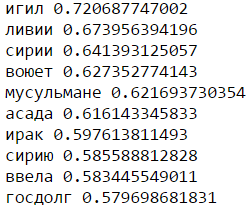 игил 0.720687747002
ливии 0.673956394196
сирии 0.641393125057
воюет 0.627352774143
мусульмане 0.621693730354
асада 0.616143345833
ирак 0.597613811493
сирию 0.585588812828
ввела 0.583445549011
госдолг 0.579698681831